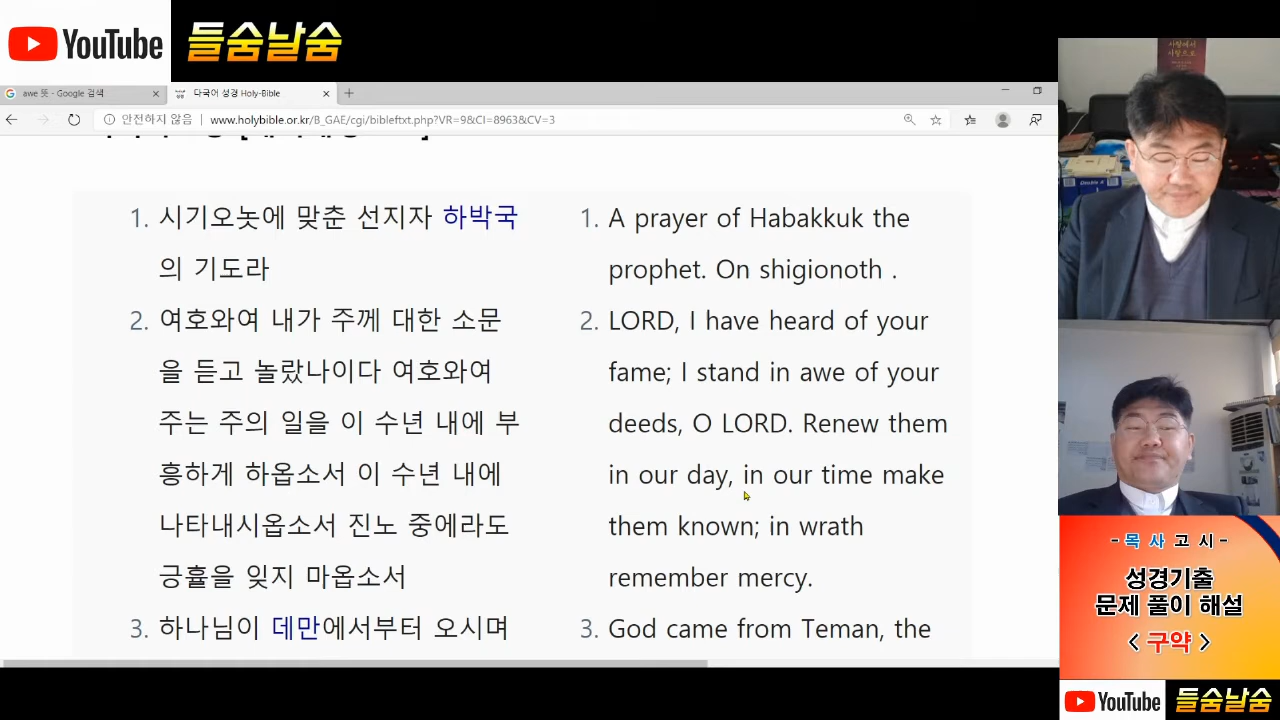 YouTube
들숨날숨
awe 뜻 - Google 검색
다국어 성경 Holy-Bible
안전하지 않음
www.holybible.or.kr/B_GAE/cgi/bibleftxt.php?VR=9&CI=8963&CV=3
1. 시기오놋에 맞춘 선지자 하박국
의 기도라
2. 여호와여 내가 주께 대한 소문
을 듣고 놀랐나이다 여호와여
주는 주의 일을 이 수년 내에 부
흥하게 하옵소서 이 수년 내에
나타내시옵소서 진노 중에라도
긍휼을 잊지 마옵소서
3. 하나님이 데만에서부터 오시며
1. A prayer of Habakkuk the
prophet. On shigionoth .
2. LORD, I have heard of your
fame; I stand in awe of your
deeds, O LORD. Renew them
in our day, in our time make
them known; in wrath
remember mercy.
3. God came from Teman, the
사랑에서
사랑으로
Double A
- 목 사 고 시 -
성경기출
문제 풀이 해설
< 구약 >
YouTube
들숨날숨